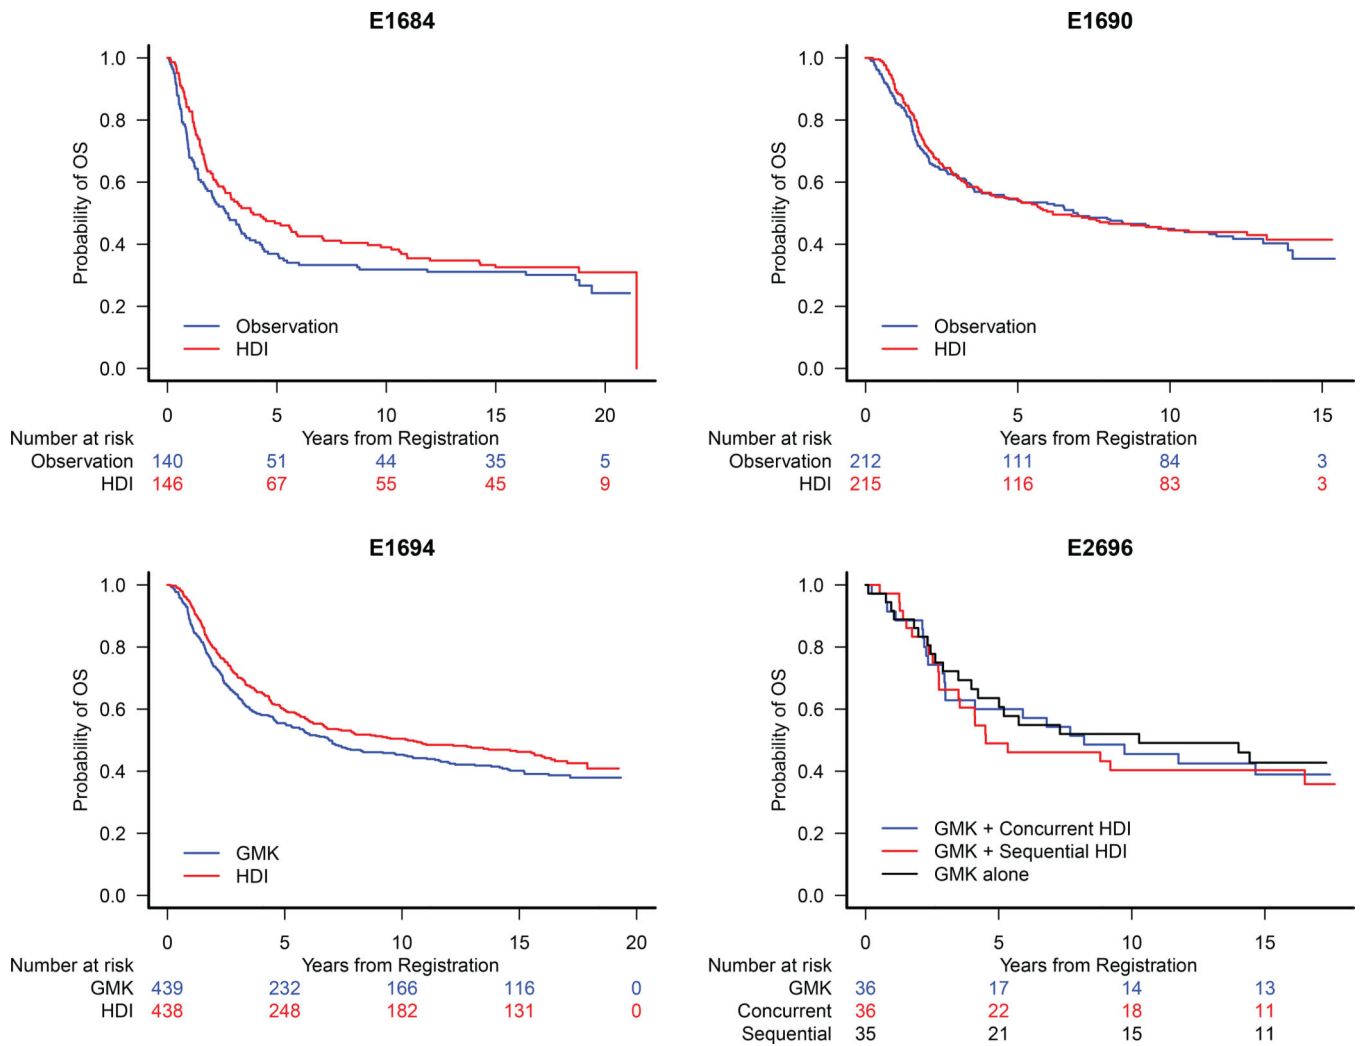 E1684
1.0
0.8
0.6
0.4
0.2
0.0
Probability of OS
Observation
HDI
0 5 10 15 20
Number at risk Years from Registration
Observation 140 51 44 35 5
HDI 146 67 55 45 9
E1690
1.0
0.8
0.6
0.4
0.2
0.0
Probability of OS
Observation
HDI
0 5 10 15
Number at risk Years from Registration
Observation 212 111 84 3
HDI 215 116 83 3
E1694
1.0
0.8
0.6
0.4
0.2
0.0
Probability of OS
GMK
HDI
0 5 10 15 20
Number at risk Years from Registration
GMK 439 232 166 116 0
HDI 438 248 182 131 0
E2696
1.0
0.8
0.6
0.4
0.2
0.0
Probability of OS
GMK + Concurrent HDI
GMK + Sequential HDI
GMK alone
0 5 10 15
Number at risk Years from Registration
GMK 36 17 14 13
Concurrent 36 22 18 11
Sequential 35 21 15 11